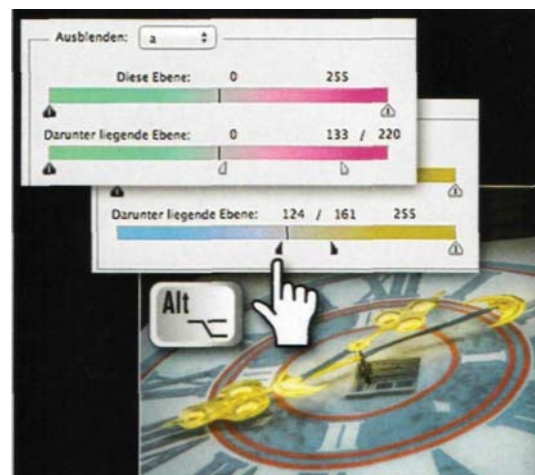 Ausblenden: a
Diese Ebene: 0 255
Darunter liegende Ebene: 0 133 / 220
Darunter liegende Ebene: 124 / 161 255
Alt